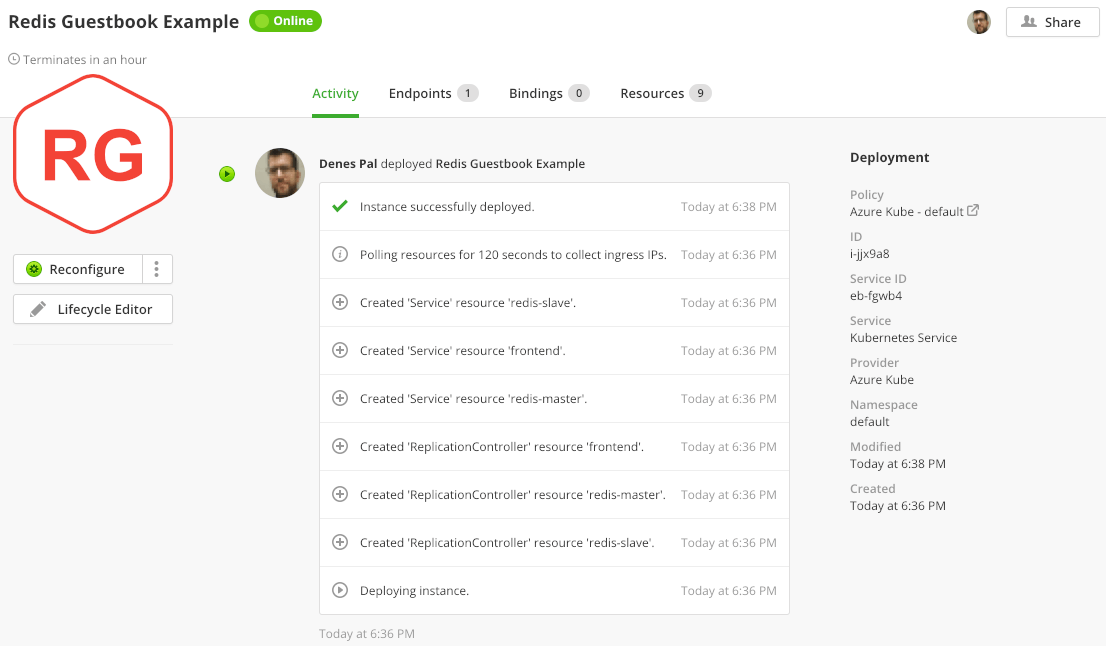 Redis Guestbook Example
Online
Share
Terminates in an hour
Activity
Endpoints 1
Bindings 0
Resources 9
RG
Reconfigure
Lifecycle Editor
Denes Pal deployed Redis Guestbook Example
Instance successfully deployed. Today at 6:38 PM
Polling resources for 120 seconds to collect ingress IPs. Today at 6:36 PM
Created 'Service' resource 'redis-slave'. Today at 6:36 PM
Created 'Service' resource 'frontend'. Today at 6:36 PM
Created 'Service' resource 'redis-master'. Today at 6:36 PM
Created 'ReplicationController' resource 'frontend'. Today at 6:36 PM
Created 'ReplicationController' resource 'redis-master'. Today at 6:36 PM
Created 'ReplicationController' resource 'redis-slave'. Today at 6:36 PM
Deploying instance. Today at 6:36 PM
Today at 6:36 PM
Deployment
Policy
Azure Kube - default
ID
i-jjx9a8
Service ID
eb-fgwb4
Service
Kubernetes Service
Provider
Azure Kube
Namespace
default
Modified
Today at 6:38 PM
Created
Today at 6:36 PM